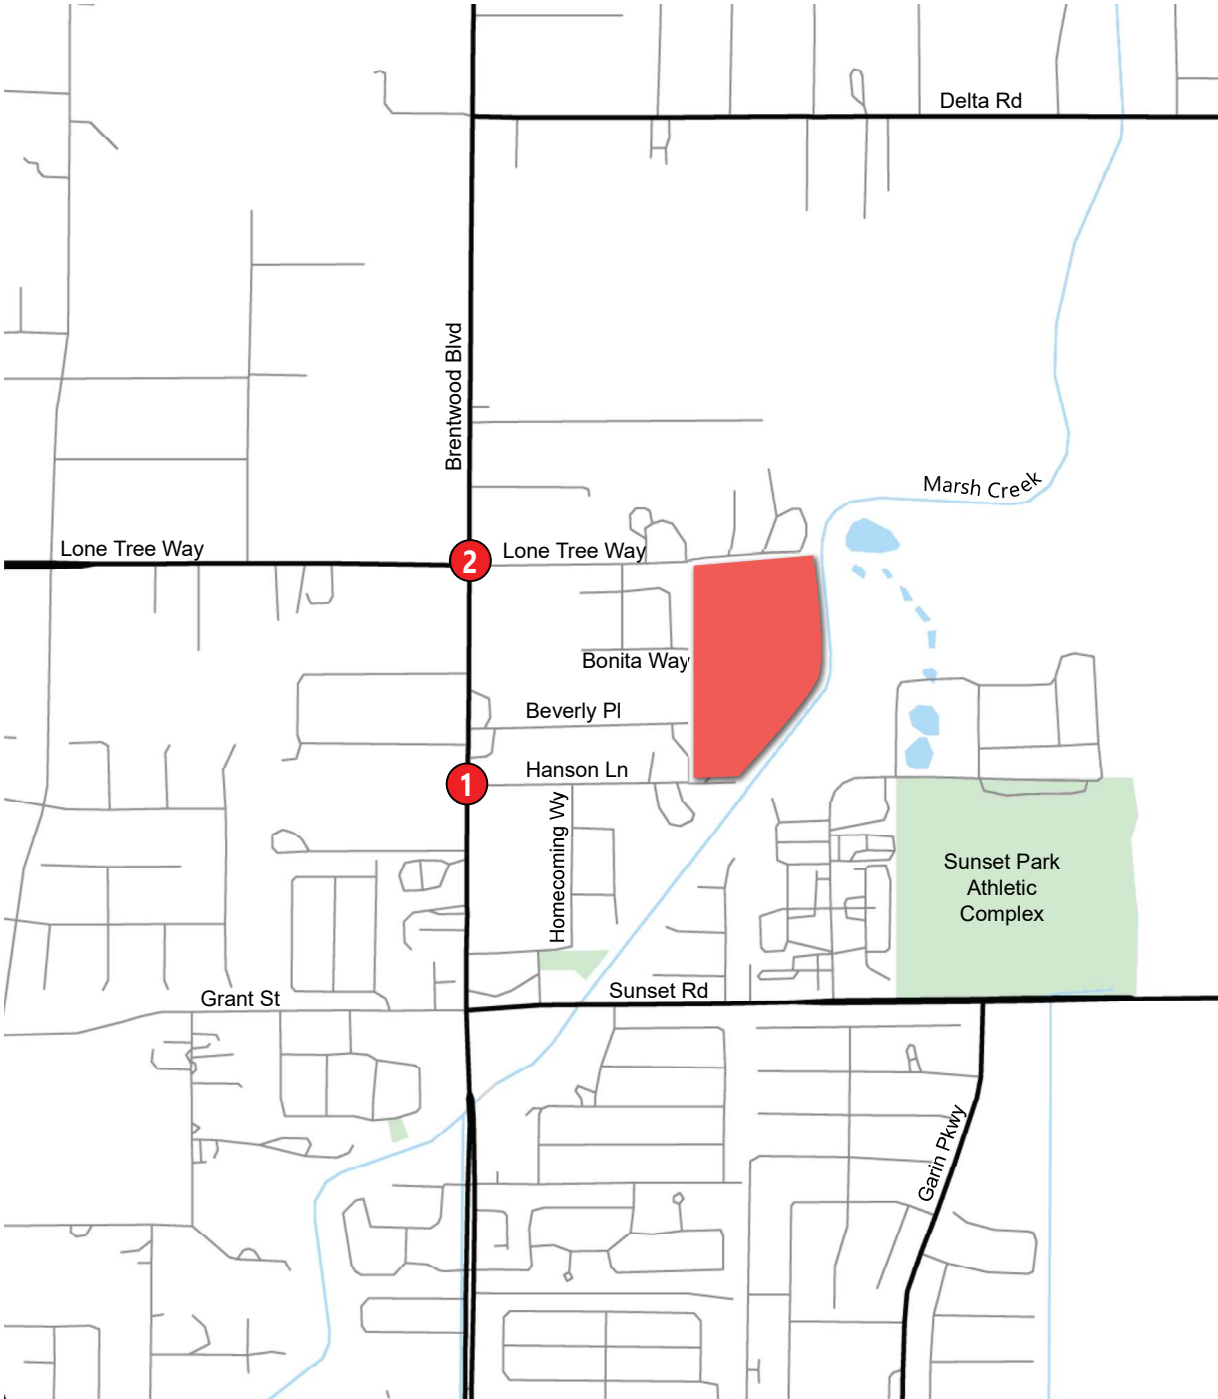 Delta Rd
Brentwood Blvd
Marsh Creek
Lone Tree Way
2
Lone Tree Way
Bonita Way
Beverly Pl
1
Hanson Ln
Homecoming Wy
Sunset Park
Athletic
Complex
Grant St
Sunset Rd
Garin Pkwy